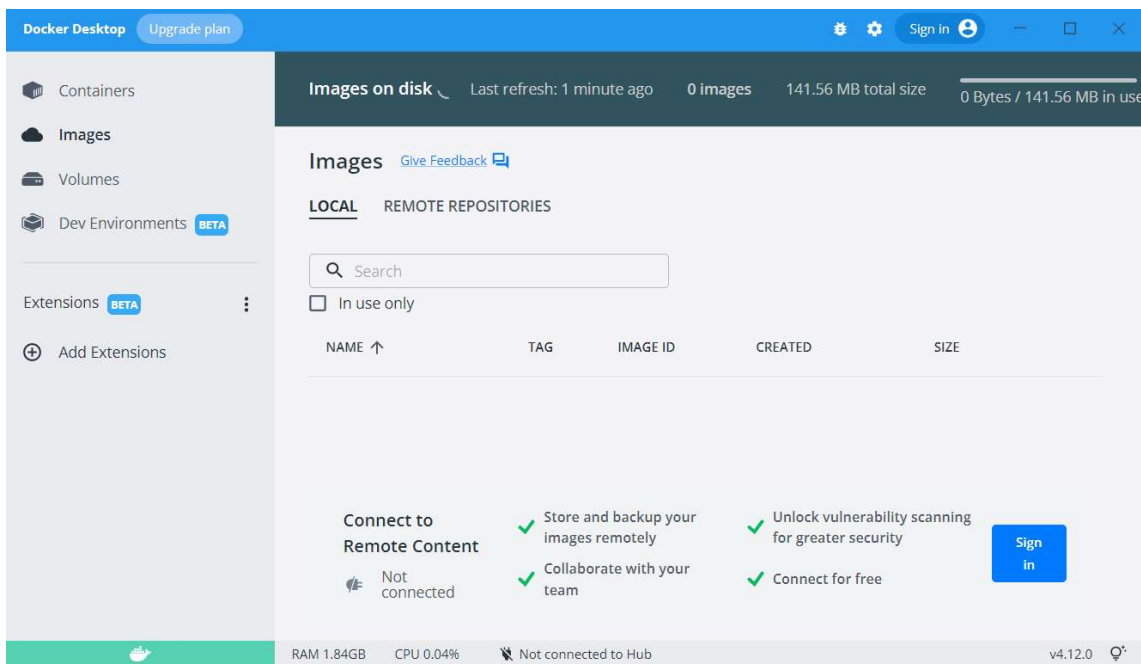 Docker Desktop Upgrade plan Sign in
Containers
Images
Volumes
Dev Environments BETA
Extensions BETA
Add Extensions
Images on disk Last refresh: 1 minute ago 0 images 141.56 MB total size 0 Bytes / 141.56 MB in use
Images Give Feedback
LOCAL REMOTE REPOSITORIES
Search
In use only
NAME TAG IMAGE ID CREATED SIZE
Connect to
Remote Content
Not
connected
Store and backup your
images remotely
Collaborate with your
team
Unlock vulnerability scanning
for greater security
Connect for free
Sign
in
RAM 1.84GB CPU 0.04% Not connected to Hub v4.12.0